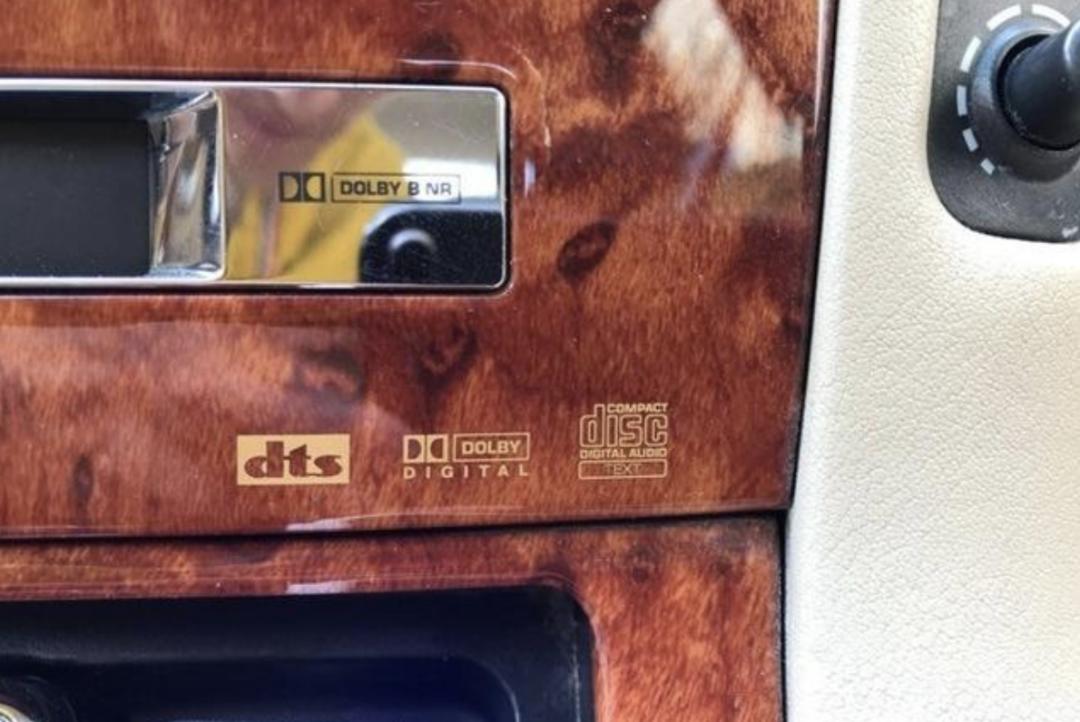 DOLBY B NR
dts
DOLBY
DIGITAL
COMPACT
disc
DIGITAL AUDIO
TEXT